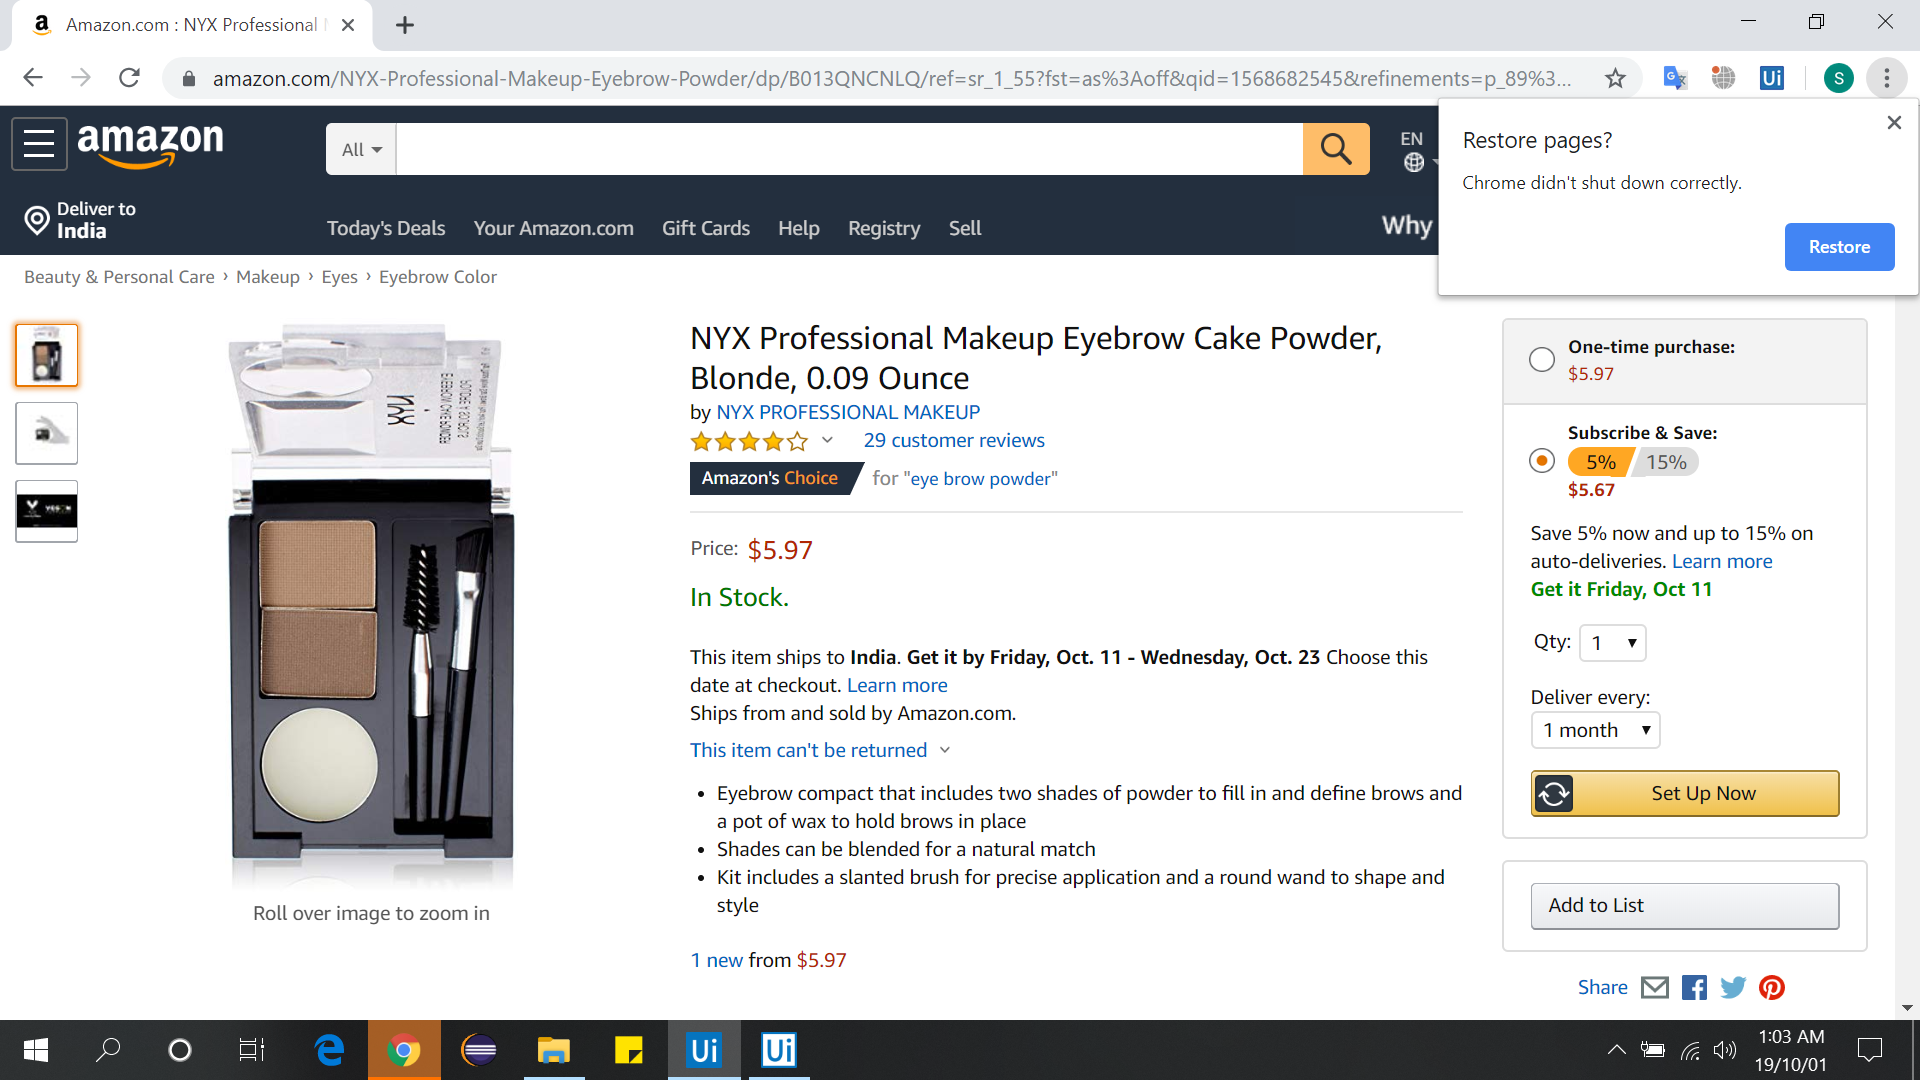 Amazon.com : NYX Professional
amazon.com/NYX-Professional-Makeup-Eyebrow-Powder/dp/B013QNCNLQ/ref=sr_1_55?fst=as%3Aoff&qid=1568682545&refinements=p_89%3...
S
Restore pages?
Chrome didn't shut down correctly.
Restore
amazon
All
EN
Deliver to
India
Today's Deals Your Amazon.com Gift Cards Help Registry Sell
Why
Beauty & Personal Care › Makeup › Eyes › Eyebrow Color
NYX
EYEBROW CAKE POWDER
Roll over image to zoom in
NYX Professional Makeup Eyebrow Cake Powder,
Blonde, 0.09 Ounce
by NYX PROFESSIONAL MAKEUP
29 customer reviews
Amazon's Choice for "eye brow powder"
Price: $5.97
In Stock.
This item ships to India. Get it by Friday, Oct. 11 - Wednesday, Oct. 23 Choose this
date at checkout. Learn more
Ships from and sold by Amazon.com.
This item can't be returned
• Eyebrow compact that includes two shades of powder to fill in and define brows and
a pot of wax to hold brows in place
• Shades can be blended for a natural match
• Kit includes a slanted brush for precise application and a round wand to shape and
style
1 new from $5.97
One-time purchase:
$5.97
Subscribe & Save:
5% 15%
$5.67
Save 5% now and up to 15% on
auto-deliveries. Learn more
Get it Friday, Oct 11
Qty: 1
Deliver every:
1 month
Set Up Now
Add to List
Share
Ui
Ui
Ui
1:03 AM
19/10/01